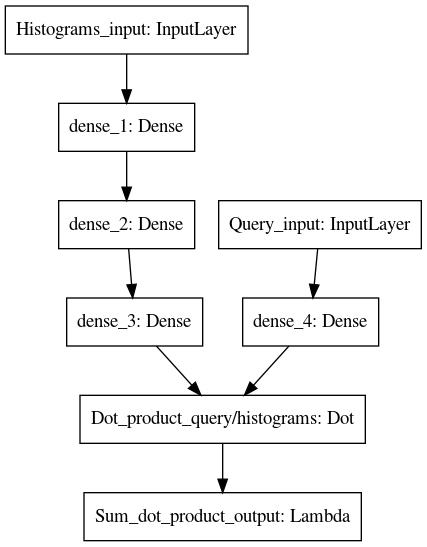 Histograms_input: InputLayer
dense_1: Dense
dense_2: Dense
Query_input: InputLayer
dense_3: Dense
dense_4: Dense
Dot_product_query/histograms: Dot
Sum_dot_product_output: Lambda